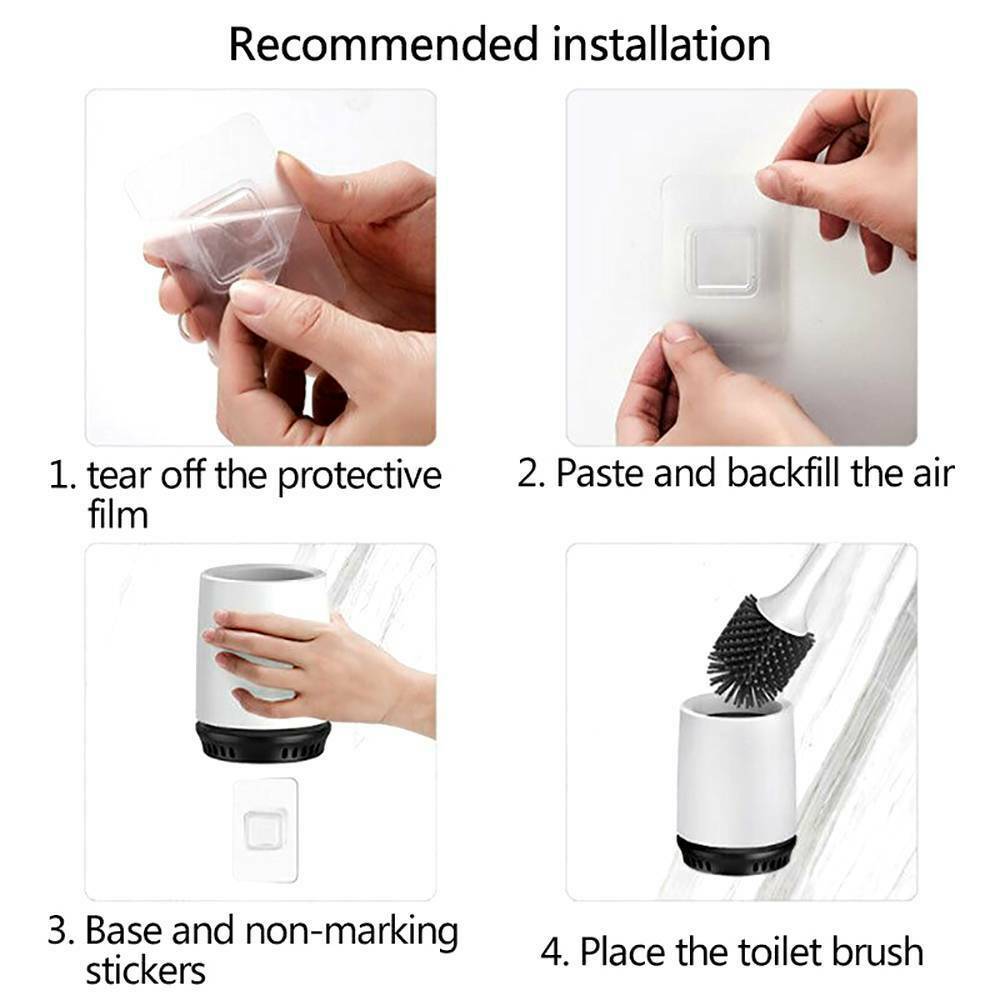 Recommended installation
1. tear off the protective
film
2. Paste and backfill the air
3. Base and non-marking
stickers
4. Place the toilet brush